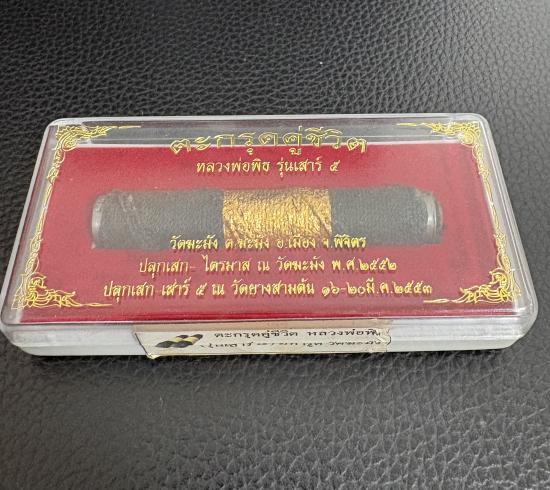 ตะกรุดคู่ชีวิต
หลวงพ่อพิธ รุ่นเสาร์ ๕
วัดฆะมัง ต.ฆะมัง อ.เมือง จ.พิจิตร
ปลุกเสก- ไตรมาส ณ วัดฆะมัง พ.ศ.๒๕๕๒
ปลุกเสก-เสาร์ ๕ ณ วัดยางสามต้น ๑๖-๒๐มี.ค.๒๕๕๓
ตะกรุดคู่ชีวิต หลวงพ่อพิ